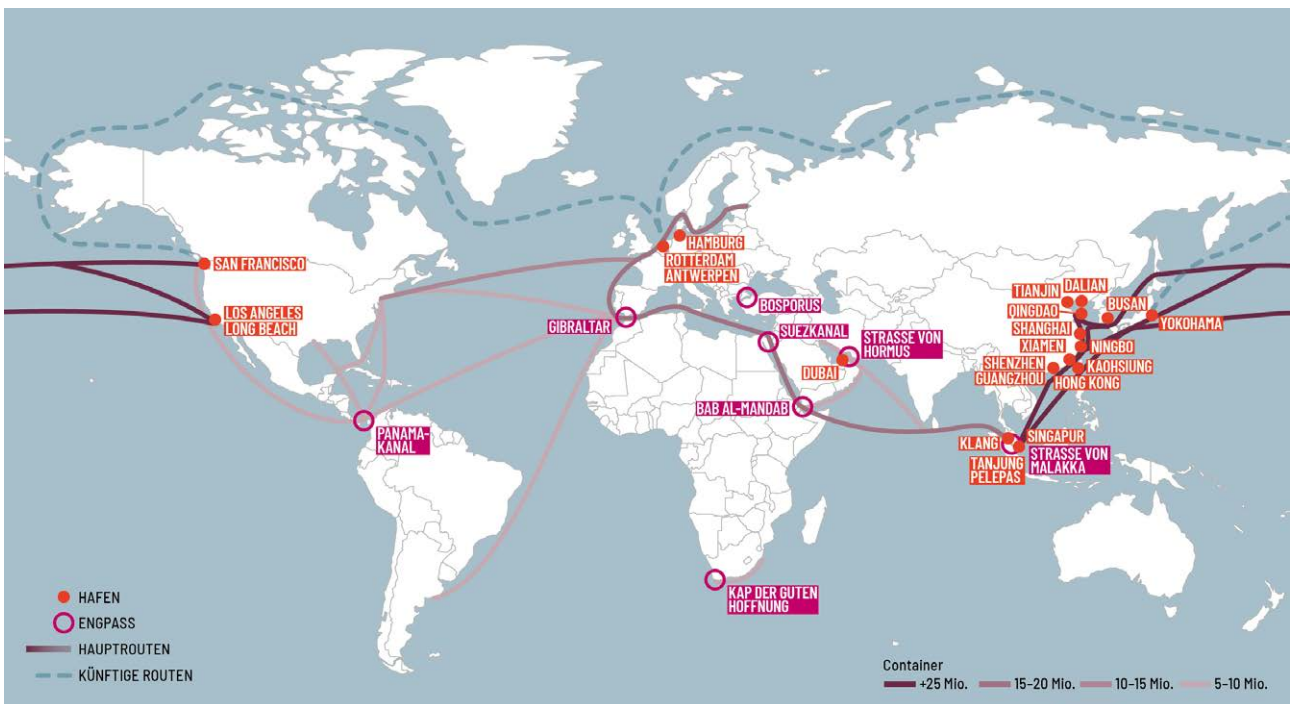 SAN FRANCISCO
LOS ANGELES
LONG BEACH
PANAMA-
KANAL
HAMBURG
ROTTERDAM
ANTWERPEN
GIBRALTAR
BOSPORUS
SUEZKANAL
STRASSE VON
HORMUS
DUBAI
BAB AL-MANDAB
KAP DER GUTEN
HOFFNUNG
TIANJIN
DALIAN
QINGDAO
BUSAN
SHANGHAI
YOKOHAMA
XIAMEN
NINGBO
SHENZHEN
KAOHSIUNG
GUANGZHOU
HONG KONG
KLANG
SINGAPUR
TANJUNG
PELEPAS
STRASSE VON
MALAKKA
HAFEN
ENGPASS
HAUPTROUTEN
KÜNFTIGE ROUTEN
Container
+25 Mio.
15–20 Mio.
10–15 Mio.
5–10 Mio.